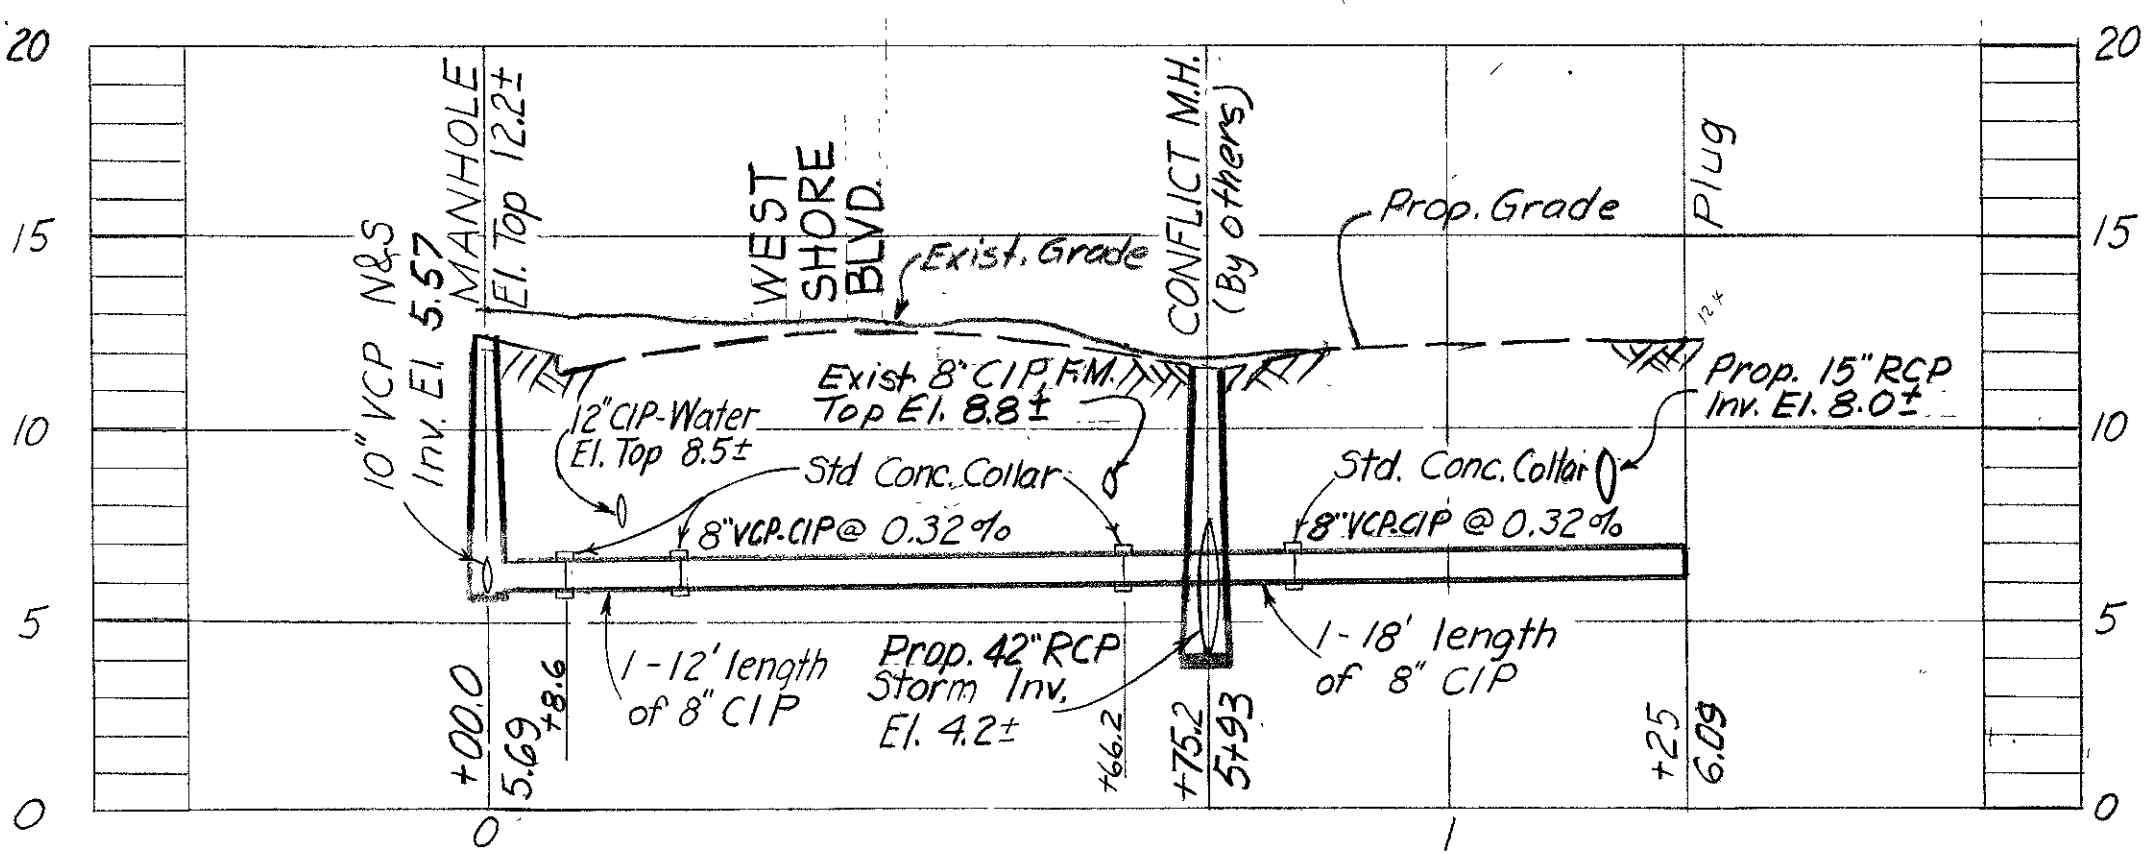 20
20
MANHOLE
El. Top 12.2±
10" VCP N&S
Inv. El. 5.57
WEST
SHORE
BLVD.
Exist. Grade
CONFLICT M.H.
(By others)
Prop. Grade
Plug
15
15
12"CIP-Water
El. Top 8.5±
Exist. 8" CIP, F.M.
Top El. 8.8±
Prop. 15" RCP
Inv. El. 8.0±
10
10
Std Conc. Collar
8"VCP-CIP @ 0.32%
Std. Conc. Collar
8"VCP-CIP @ 0.32%
5
5
1-12' length
of 8" CIP
Prop. 42" RCP
Storm Inv.
El. 4.2±
1-18' length
of 8" CIP
+00.0
5.69
+8.6
+66.2
+75.2
5+93
+25
6.09
0
0
0
1